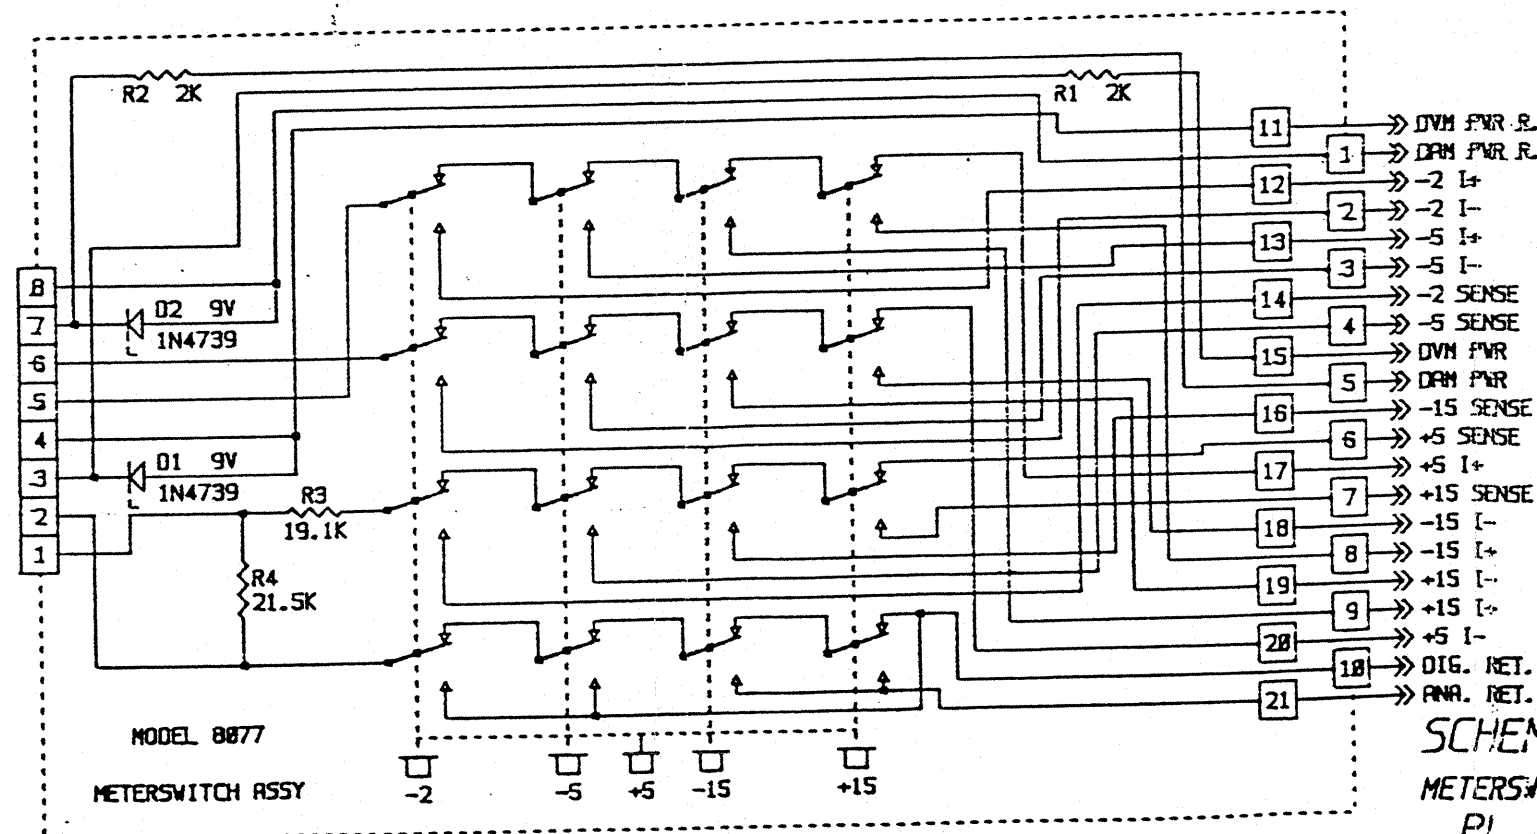 R2 2K
R1 2K
11
DVM PWR R.
1
DAM PWR R.
12
-2 I+
2
-2 I-
13
-5 I+
3
-5 I-
14
-2 SENSE
4
-5 SENSE
15
DVM PWR
5
DAM PWR
16
-15 SENSE
6
+5 SENSE
17
+5 I+
7
+15 SENSE
18
-15 I-
8
-15 I+
19
+15 I-
9
+15 I+
20
+5 I-
10
DIG. RET.
21
ANA. RET.
8
7
6
5
4
3
2
1
D2 9V
1N4739
D1 9V
1N4739
R3
19.1K
R4
21.5K
MODEL 8077
METERSWITCH ASSY
-2
-5
+5
-15
+15
SCHEM
METERSW